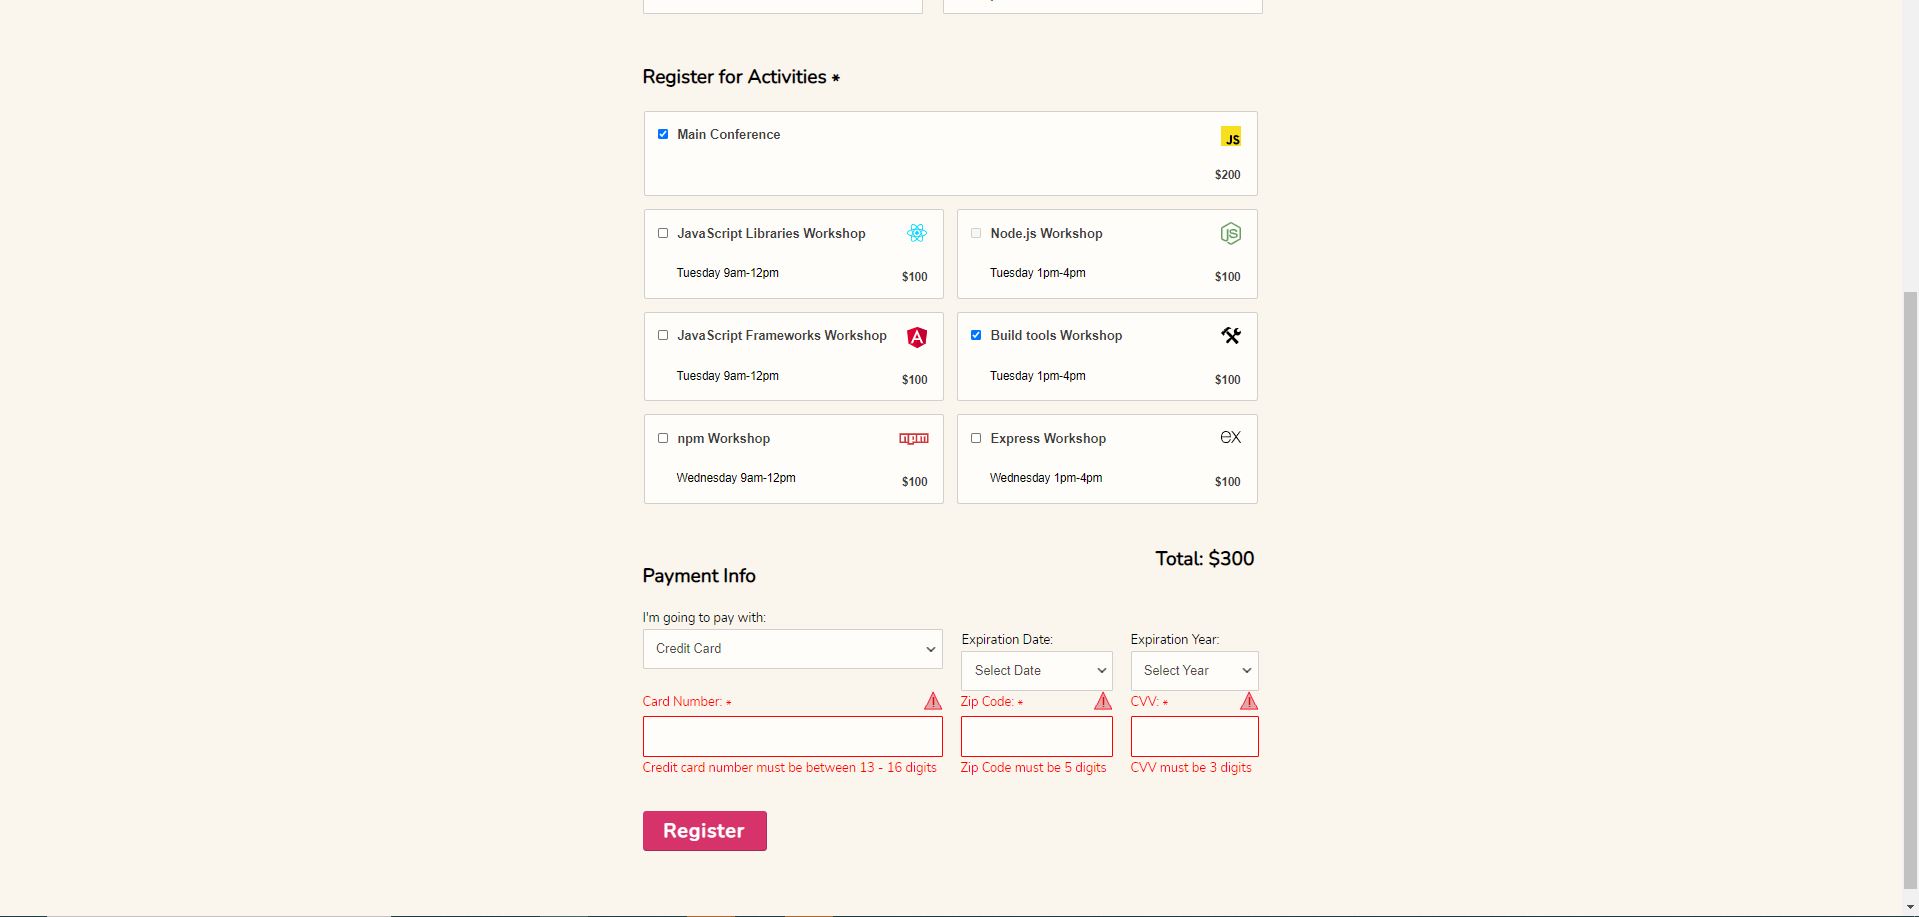 Register for Activities *
Main Conference
JS
$200
JavaScript Libraries Workshop
Tuesday 9am-12pm
$100
Node.js Workshop
JS
Tuesday 1pm-4pm
$100
JavaScript Frameworks Workshop
A
Tuesday 9am-12pm
$100
Build tools Workshop
Tuesday 1pm-4pm
$100
npm Workshop
npm
Wednesday 9am-12pm
$100
Express Workshop
ex
Wednesday 1pm-4pm
$100
Total: $300
Payment Info
I'm going to pay with:
Credit Card
Expiration Date:
Select Date
Expiration Year:
Select Year
Card Number: *
Credit card number must be between 13 - 16 digits
Zip Code: *
Zip Code must be 5 digits
CVV: *
CVV must be 3 digits
Register